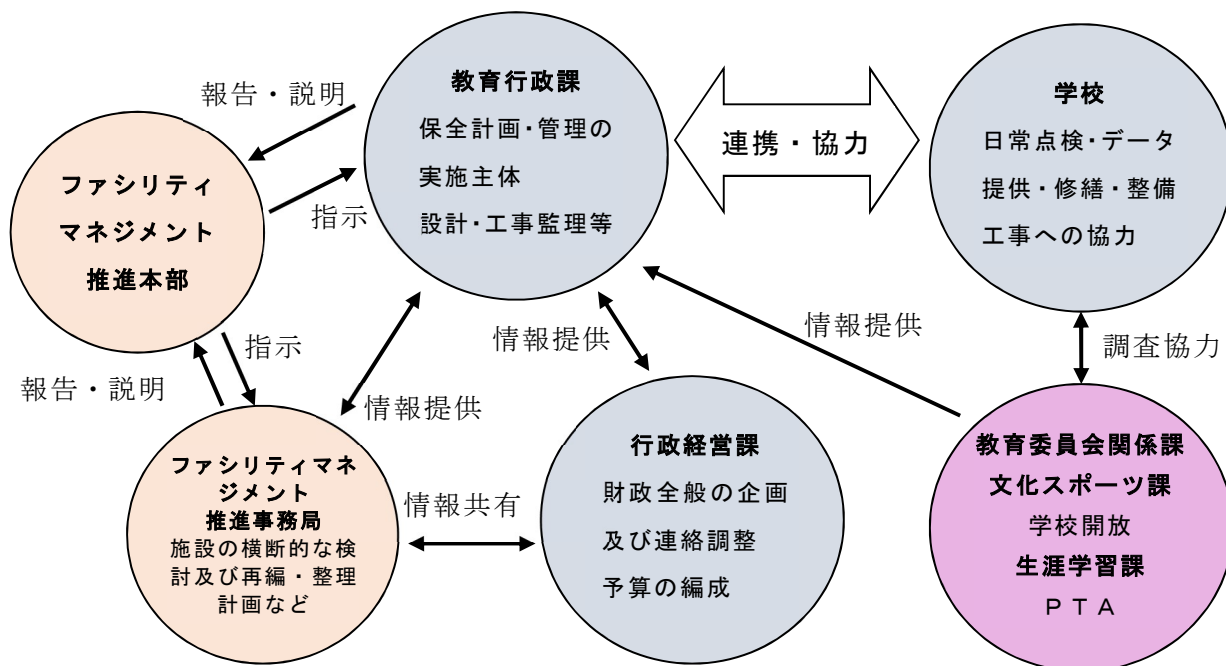 報告・説明
教育行政課
保全計画・管理の
実施主体
設計・工事監理等
連携・協力
学校
日常点検・データ
提供・修繕・整備
工事への協力
ファシリティ
マネジメント
推進本部
指示
指示
報告・説明
情報提供
情報提供
情報提供
調査協力
ファシリティマネ
ジメント
推進事務局
施設の横断的な検
討及び再編・整理
計画など
情報共有
行政経営課
財政全般の企画
及び連絡調整
予算の編成
教育委員会関係課
文化スポーツ課
学校開放
生涯学習課
ＰＴＡ